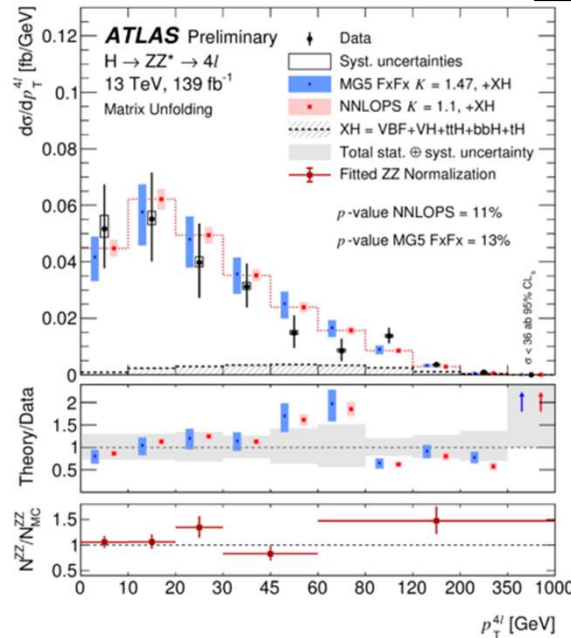 ATLAS Preliminary
H → ZZ* → 4l
13 TeV, 139 fb⁻¹
Matrix Unfolding
Data
Syst. uncertainties
MG5 FxFx K = 1.47, +XH
NNLOPS K = 1.1, +XH
XH = VBF+VH+ttH+bbH+tH
Total stat. ⊕ syst. uncertainty
Fitted ZZ Normalization
p-value NNLOPS = 11%
p-value MG5 FxFx = 13%
σ < 36 ab 95% CLₛ
dσ/dp_T^{4l} [fb/GeV]
0.12
0.1
0.08
0.06
0.04
0.02
0
Theory/Data
2
1.5
1
0.5
N^{ZZ}/N^{ZZ}_{MC}
1.5
1
0.5
0 10 20 30 45 60 80 120 200 350 1000
p_T^{4l} [GeV]